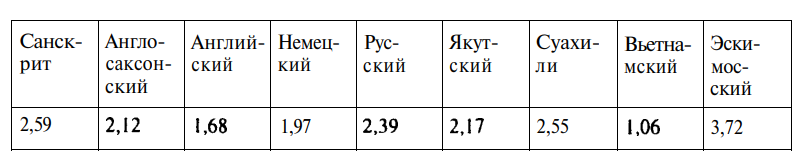 Санск- Англо- Английский- Немец- Рус- Якут- Суахи- Вьетна- Эски-
рит саксон- ский кий ский ский ли мский мос-
ский ский
2,59 2,12 1,68 1,97 2,39 2,17 2,55 1,06 3,72